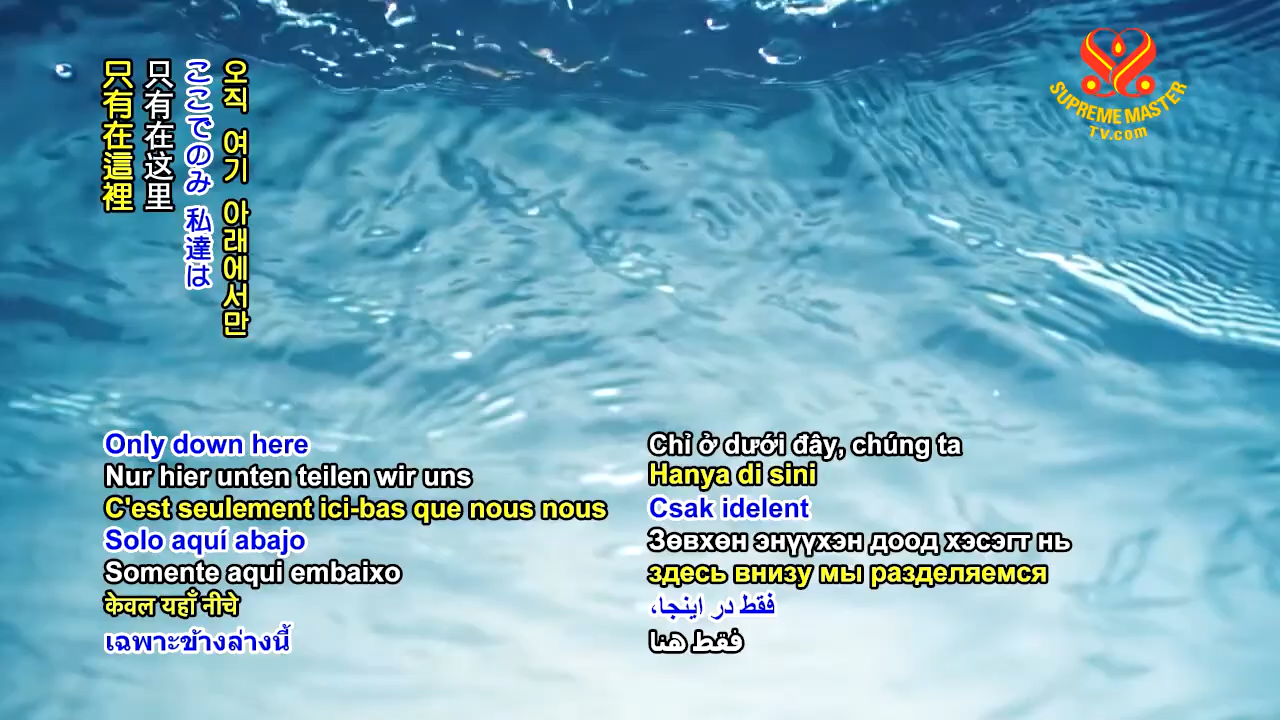 只有在這裡
只有在这里
ここでのみ 私達は
오직 여기 아래에서만
SUPREME MASTER
TV.com
Only down here
Nur hier unten teilen wir uns
C'est seulement ici-bas que nous nous
Solo aquí abajo
Somente aqui embaixo
केवल यहाँ नीचे
เฉพาะข้างล่างนี้
Chỉ ở dưới đây, chúng ta
Hanya di sini
Csak idelent
Зөвхөн энүүхэн доод хэсэгт нь
здесь внизу мы разделяемся
فقط در اینجا،
فقط هنا